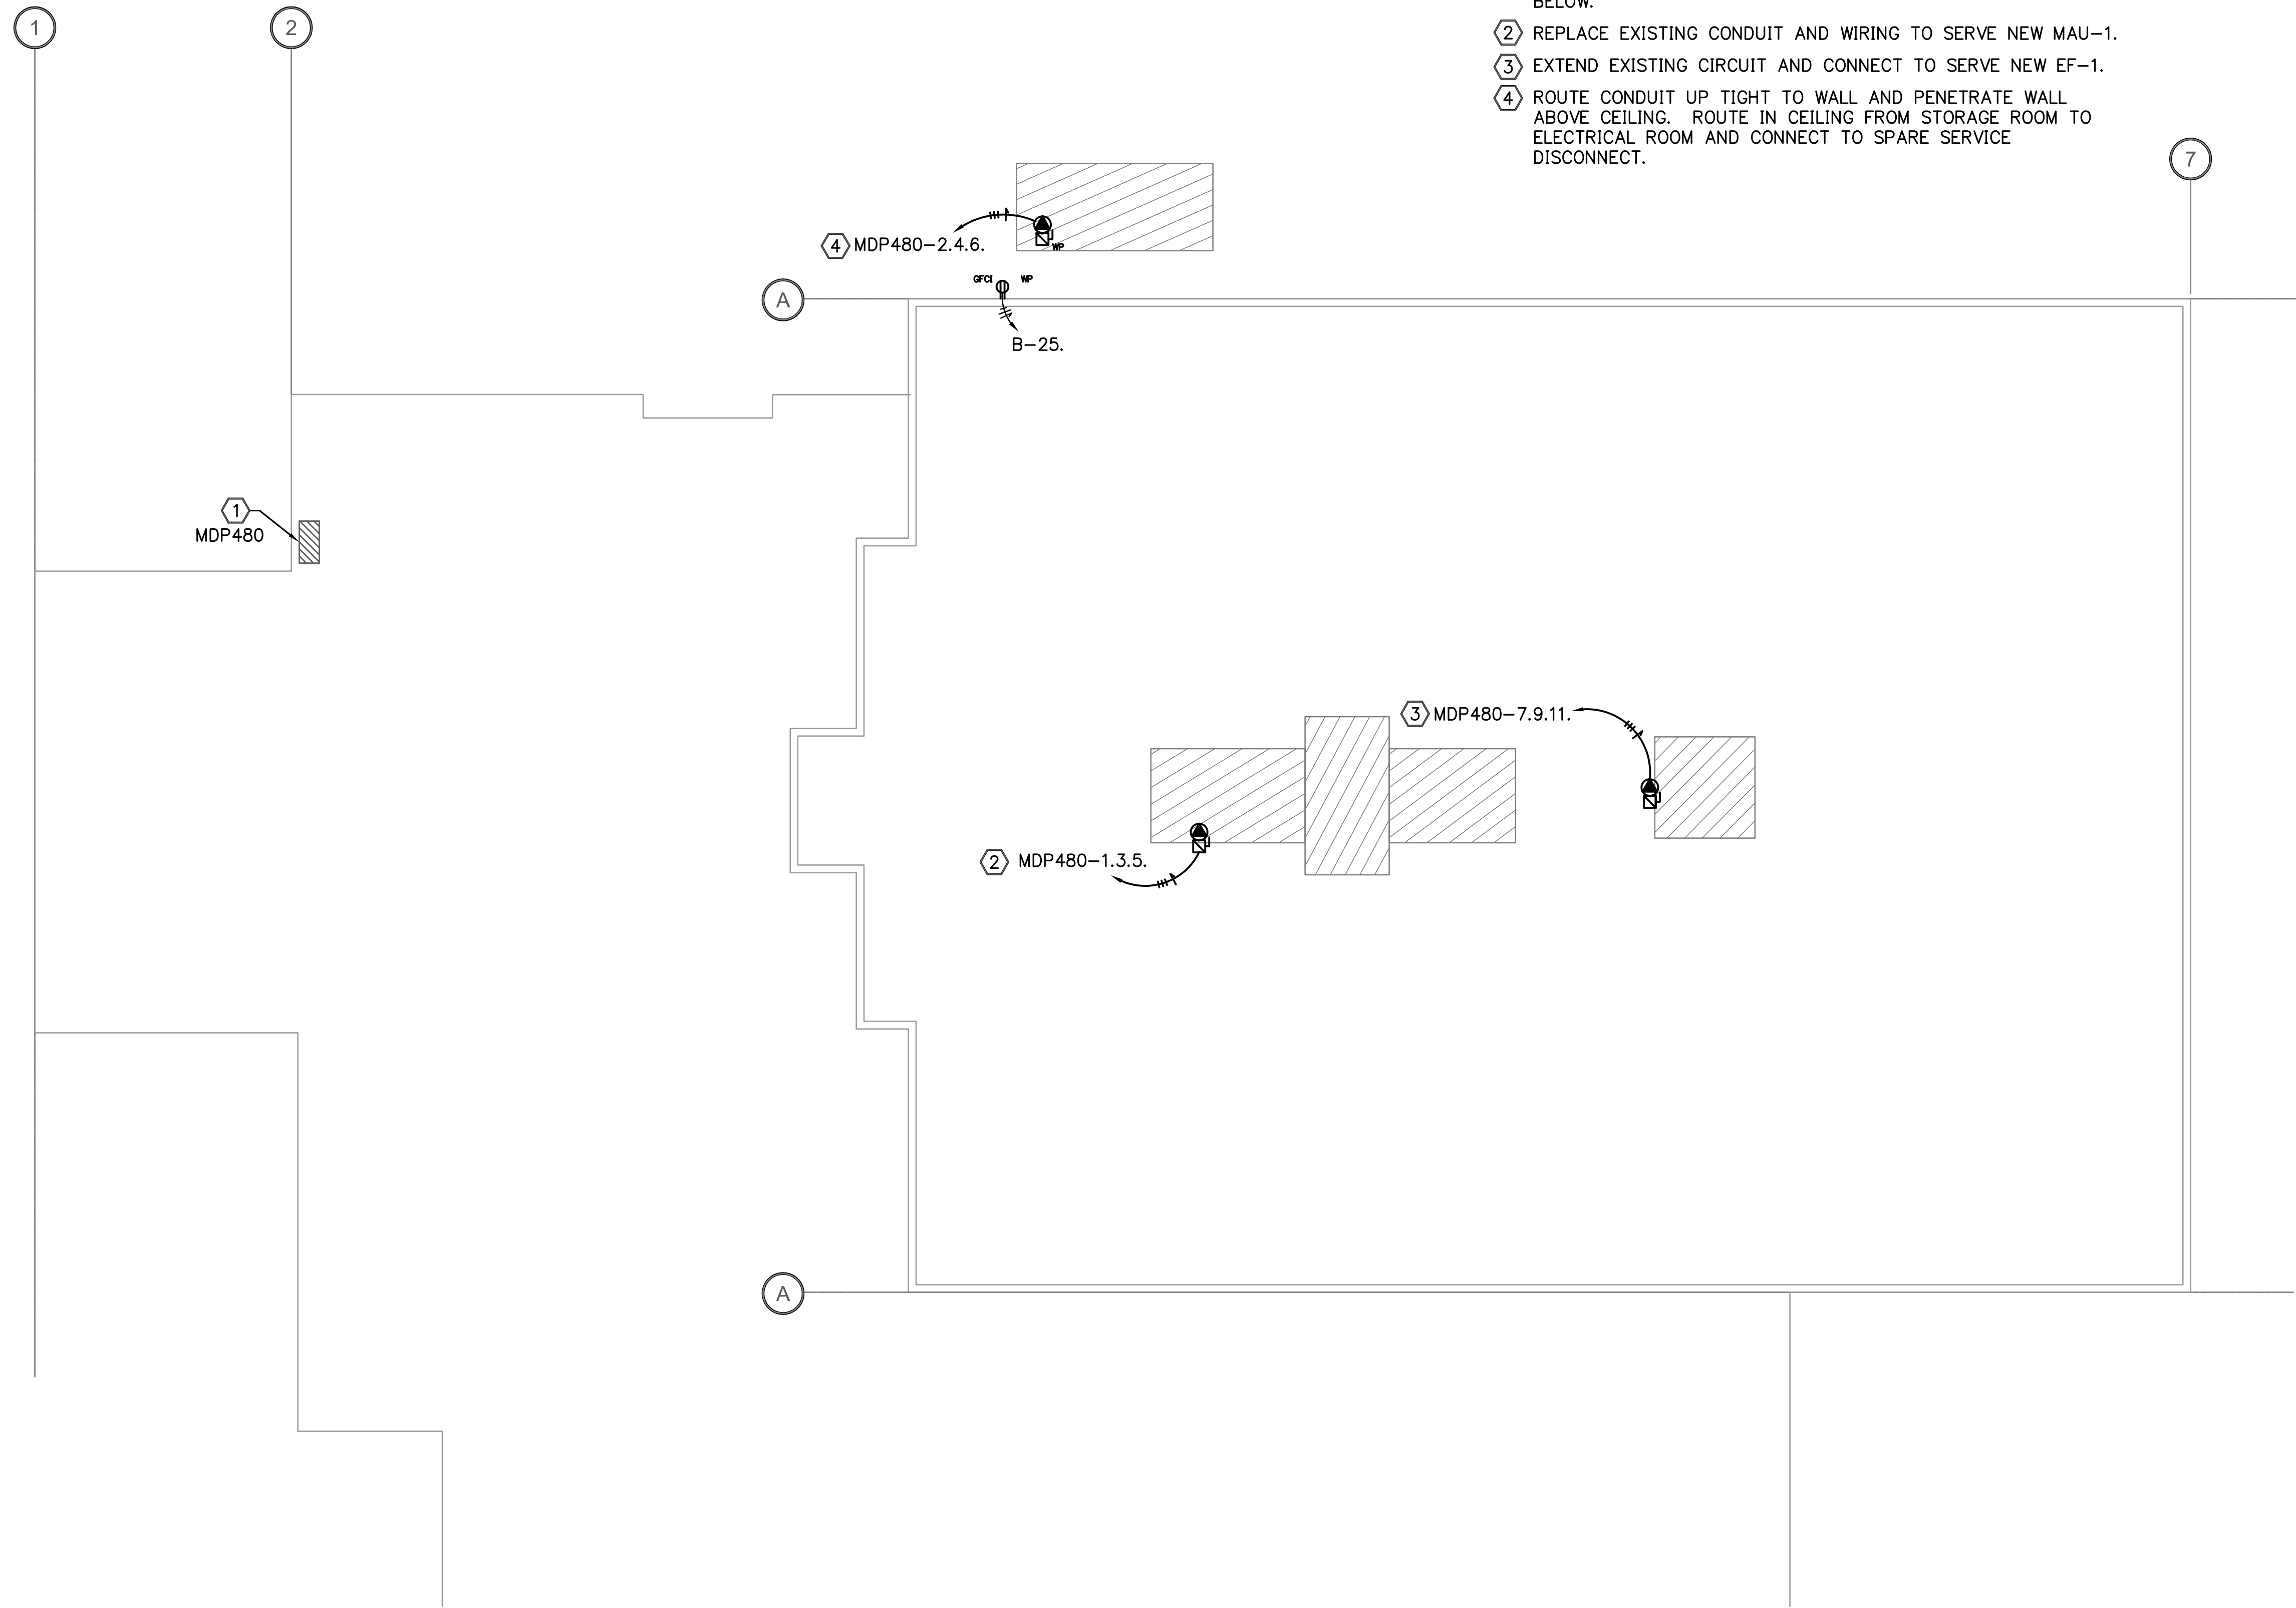 1
2
BELOW.
2 REPLACE EXISTING CONDUIT AND WIRING TO SERVE NEW MAU-1.
3 EXTEND EXISTING CIRCUIT AND CONNECT TO SERVE NEW EF-1.
4 ROUTE CONDUIT UP TIGHT TO WALL AND PENETRATE WALL
ABOVE CEILING. ROUTE IN CEILING FROM STORAGE ROOM TO
ELECTRICAL ROOM AND CONNECT TO SPARE SERVICE
DISCONNECT.
7
4 MDP480-2.4.6.
WP
GFCI WP
A
B-25.
1
MDP480
3 MDP480-7.9.11.
2 MDP480-1.3.5.
A